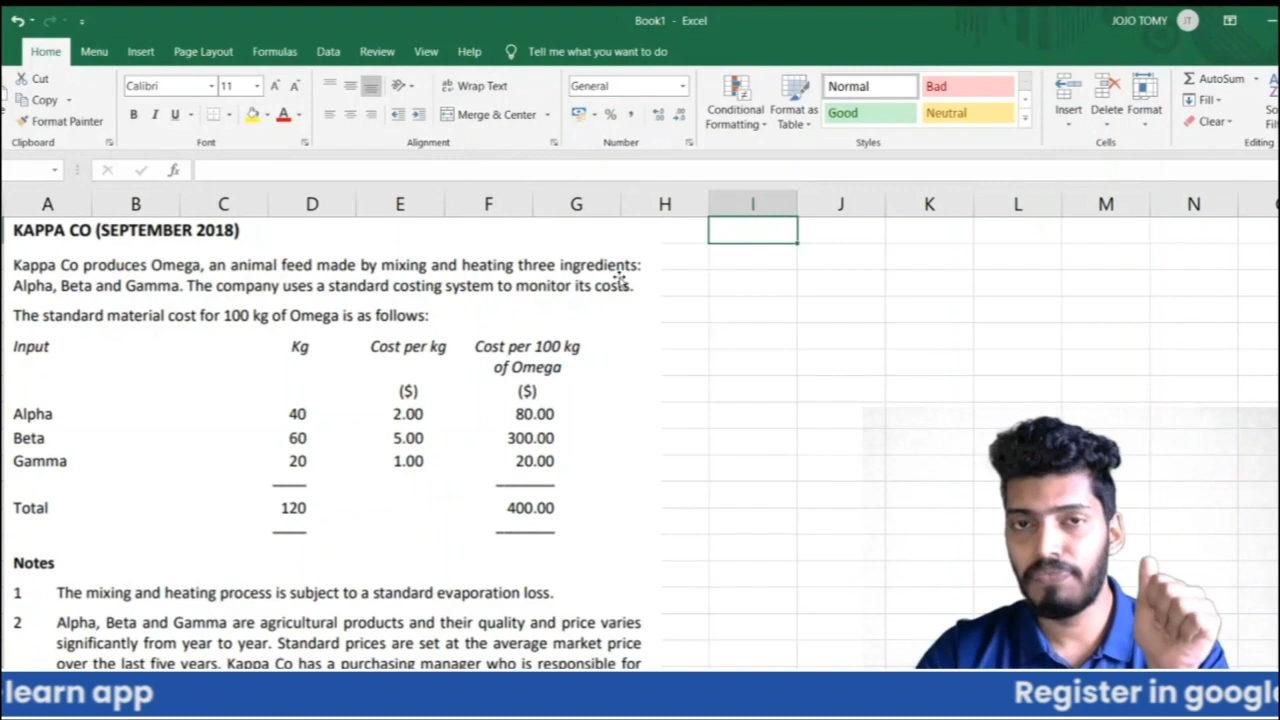 Book1 - Excel
JOJO TOMY
JT
Home Menu Insert Page Layout Formulas Data Review View Help Tell me what you want to do
Cut
Copy
Format Painter
Clipboard
Calibri 11
B I U
Font
Wrap Text
Merge & Center
Alignment
General
Number
Conditional Formatting
Format as Table
Normal Bad
Good Neutral
Styles
Insert Delete Format
Cells
AutoSum
Fill
Clear
Editing
fx
A B C D E F G H I J K L M N
KAPPA CO (SEPTEMBER 2018)
Kappa Co produces Omega, an animal feed made by mixing and heating three ingredients:
Alpha, Beta and Gamma. The company uses a standard costing system to monitor its costs.
The standard material cost for 100 kg of Omega is as follows:
Input Kg Cost per kg Cost per 100 kg
of Omega
($) ($)
Alpha 40 2.00 80.00
Beta 60 5.00 300.00
Gamma 20 1.00 20.00
Total 120 400.00
Notes
1 The mixing and heating process is subject to a standard evaporation loss.
2 Alpha, Beta and Gamma are agricultural products and their quality and price varies
significantly from year to year. Standard prices are set at the average market price
over the last five years. Kappa Co has a purchasing manager who is responsible for
learn app Register in google